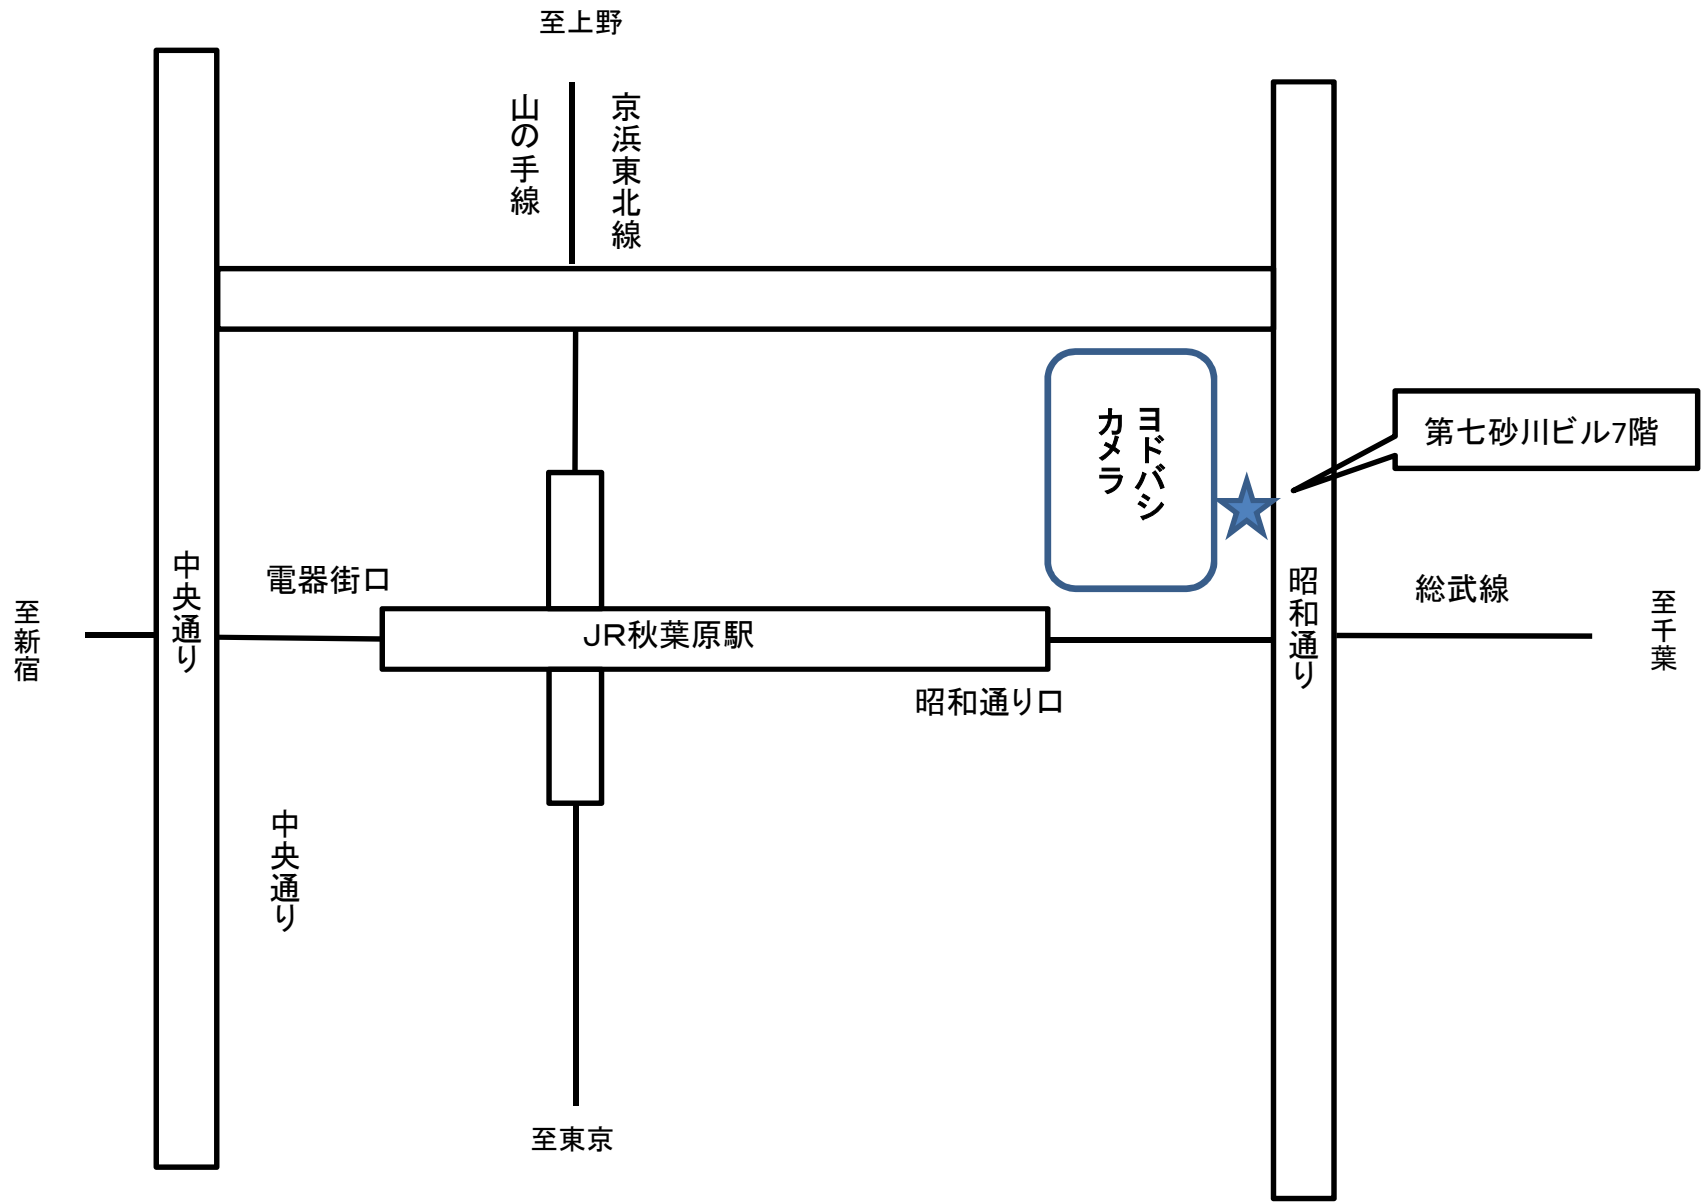 至上野
山の手線
京浜東北線
ヨドバシ
カメラ
第七砂川ビル7階
中央通り
電器街口
JR秋葉原駅
昭和通り
総武線
至新宿
至千葉
昭和通り口
中央通り
至東京